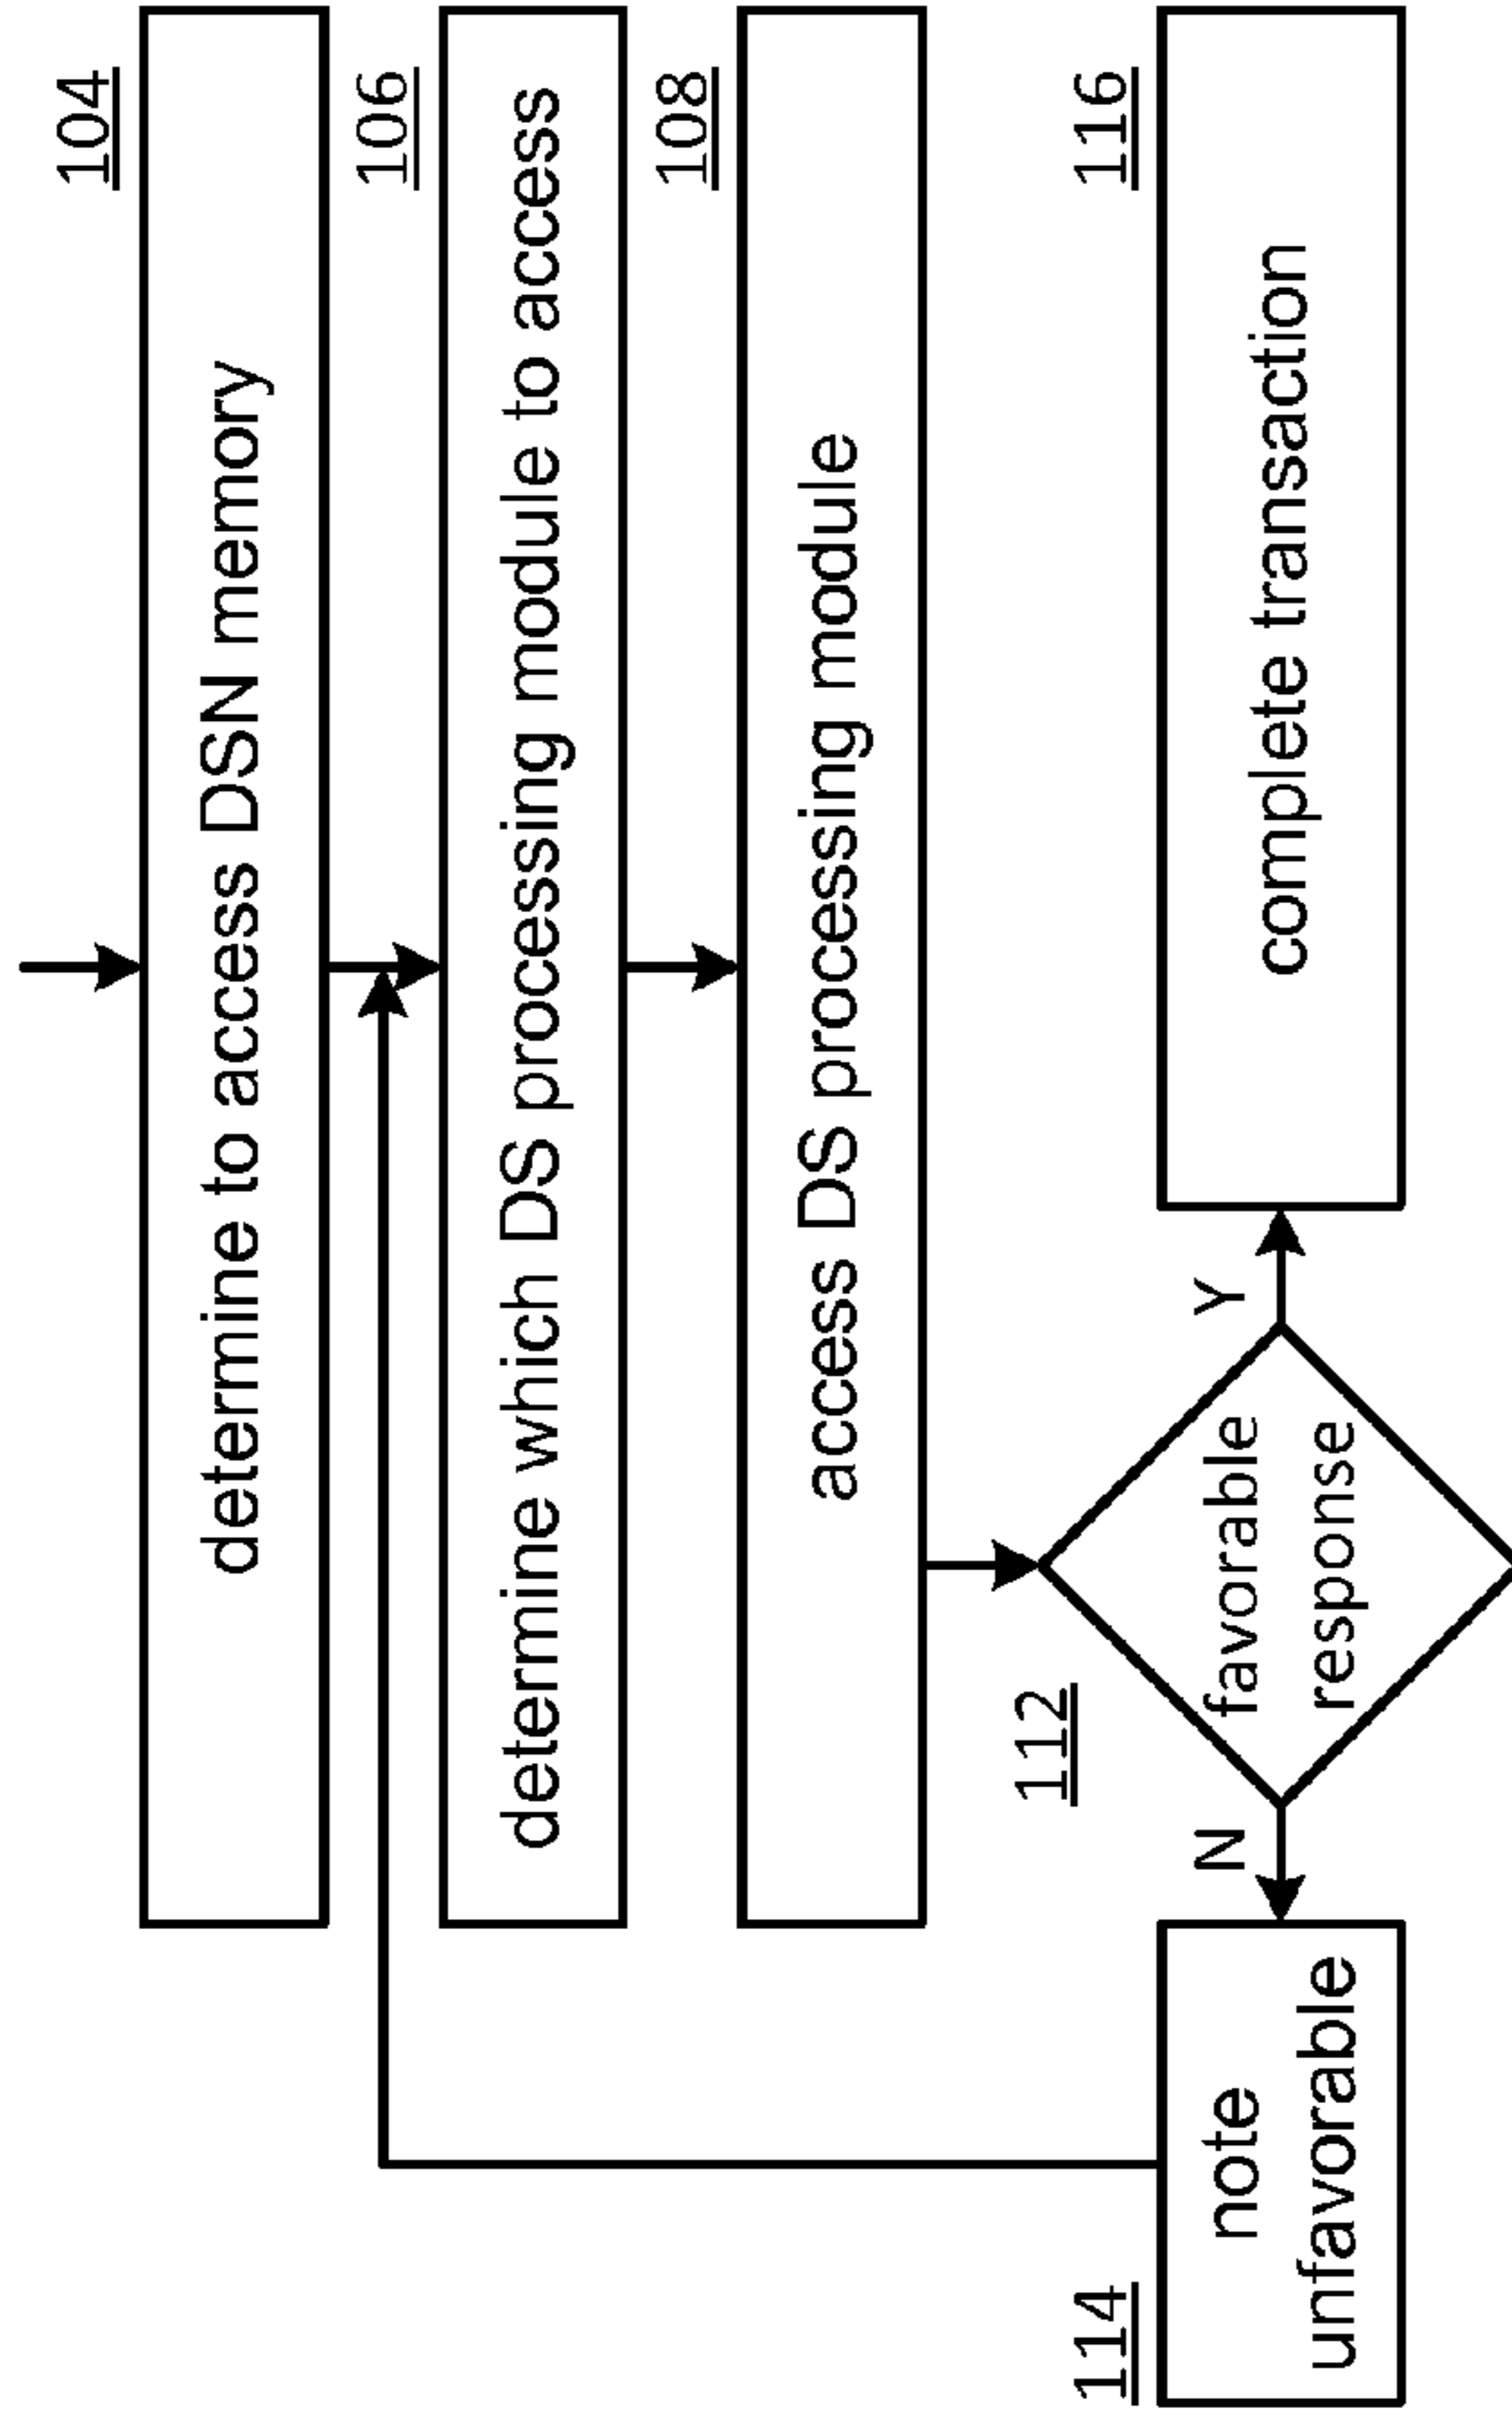 104
determine to access DSN memory
106
determine which DS processing module to access
108
access DS processing module
112
favorable
response
N
Y
114
note
unfavorable
116
complete transaction